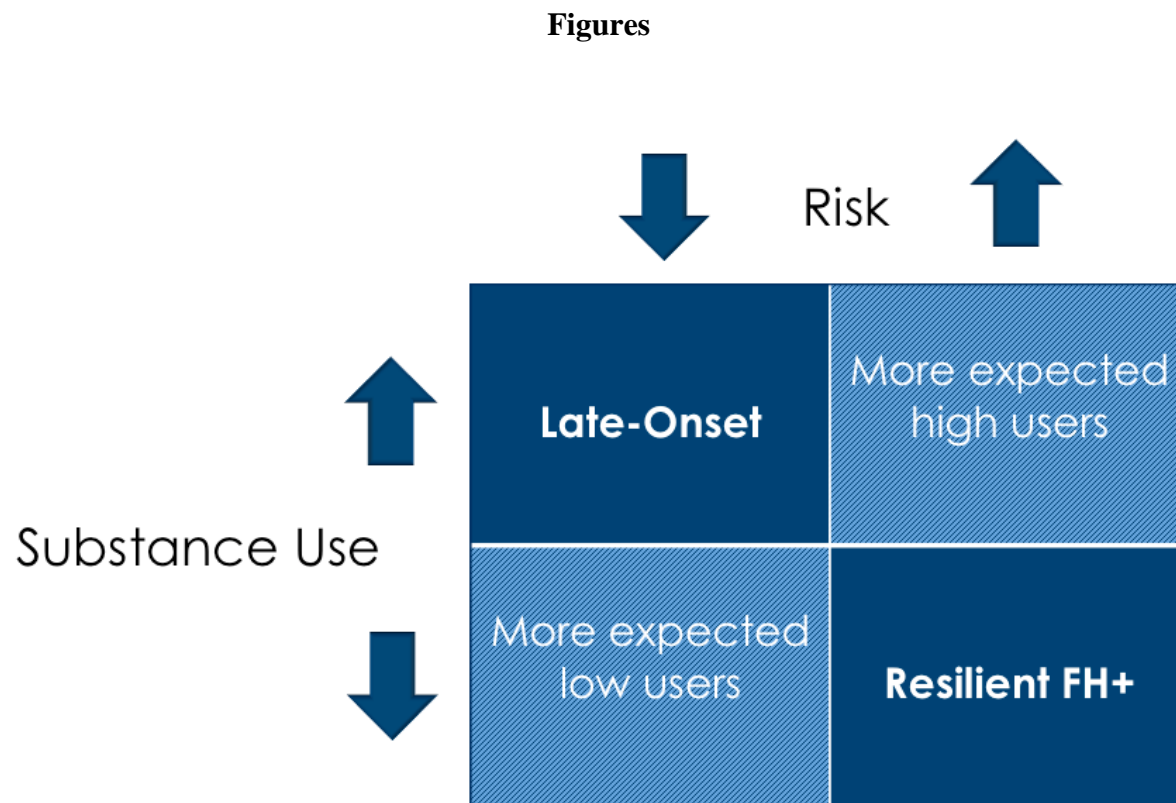 Figures
Risk
Late-Onset
More expected
high users
Substance Use
More expected
low users
Resilient FH+